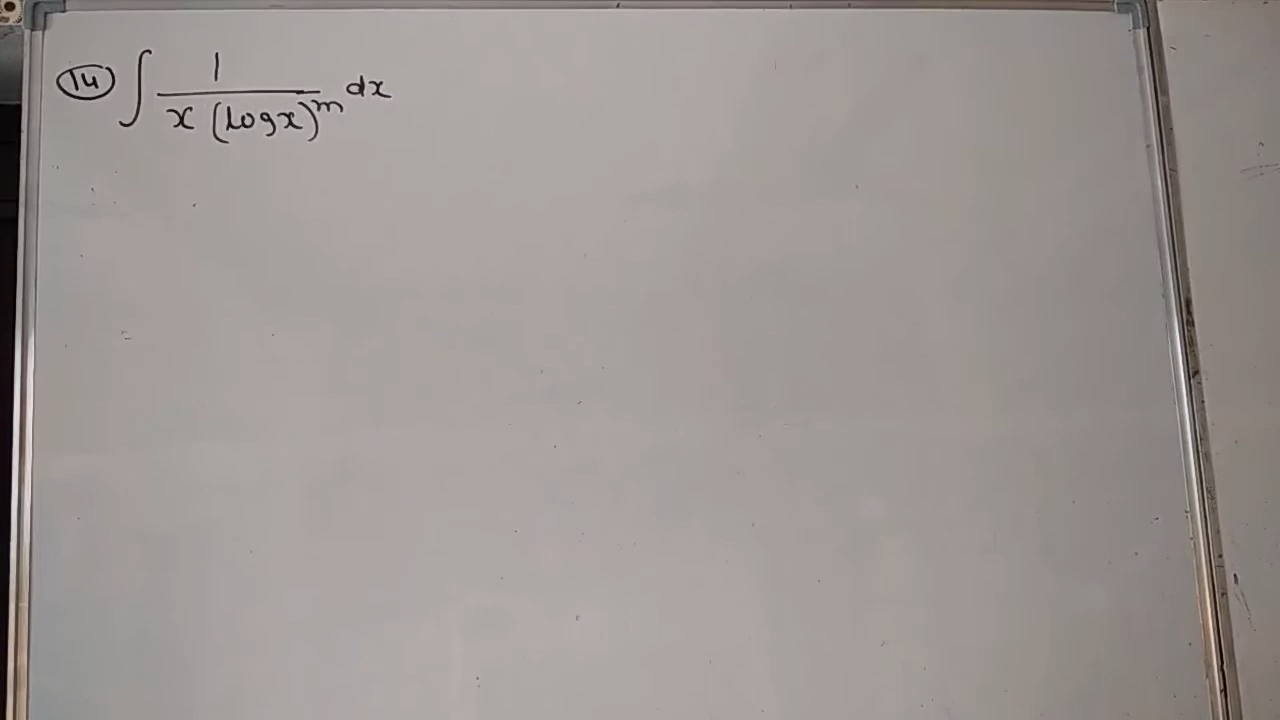 (14) ∫ 1 / x (log x)^m dx